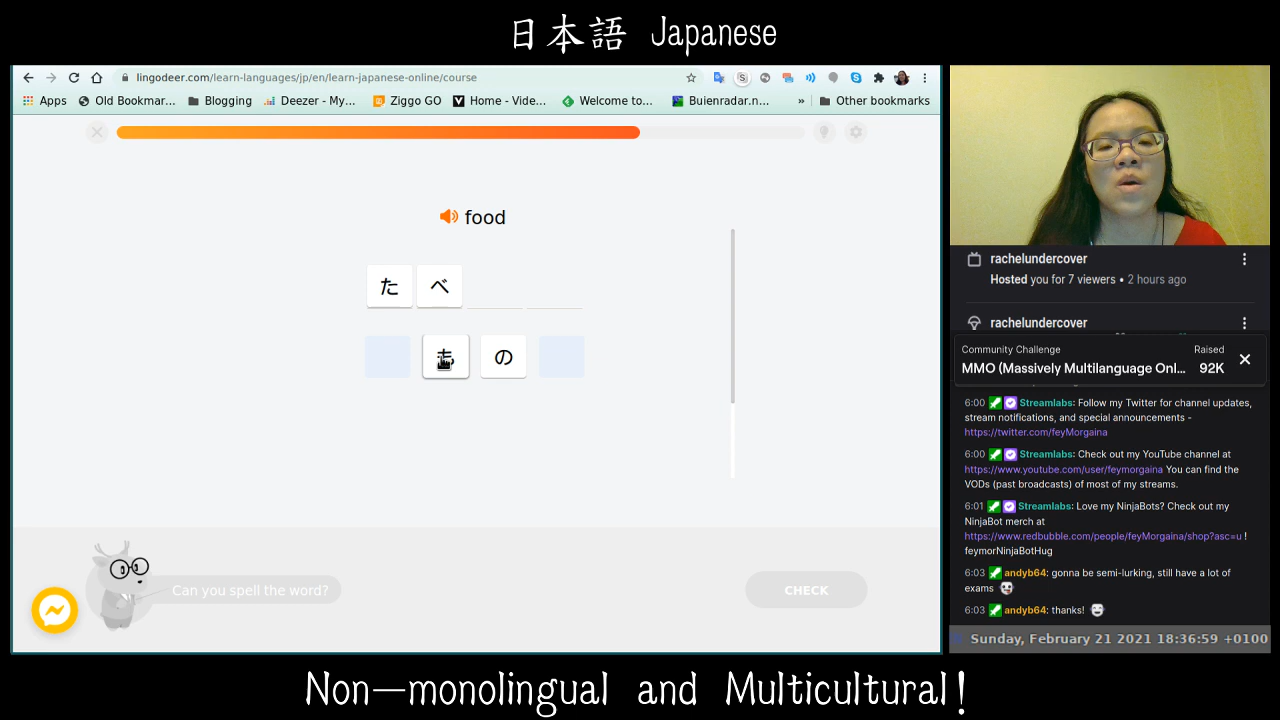 日本語 Japanese
lingodeer.com/learn-languages/jp/en/learn-japanese-online/course
Apps Old Bookmar... Blogging Deezer - My... Ziggo GO Home - Vide... Welcome to... Buienradar.n... » Other bookmarks
food
た べ
も の
Can you spell the word?
CHECK
rachelundercover
Hosted you for 7 viewers • 2 hours ago
rachelundercover
Community Challenge
Raised
MMO (Massively Multilanguage Onl... 92K
6:00 Streamlabs: Follow my Twitter for channel updates,
stream notifications, and special announcements -
https://twitter.com/feyMorgaina
6:00 Streamlabs: Check out my YouTube channel at
https://www.youtube.com/user/feymorgaina You can find the
VODs (past broadcasts) of most of my streams.
6:01 Streamlabs: Love my NinjaBots? Check out my
NinjaBot merch at
https://www.redbubble.com/people/feyMorgaina/shop?asc=u !
feymorNinjaBotHug
6:03 andyb64: gonna be semi-lurking, still have a lot of
exams
6:03 andyb64: thanks!
Sunday, February 21 2021 18:36:59 +0100
Non-monolingual and Multicultural!